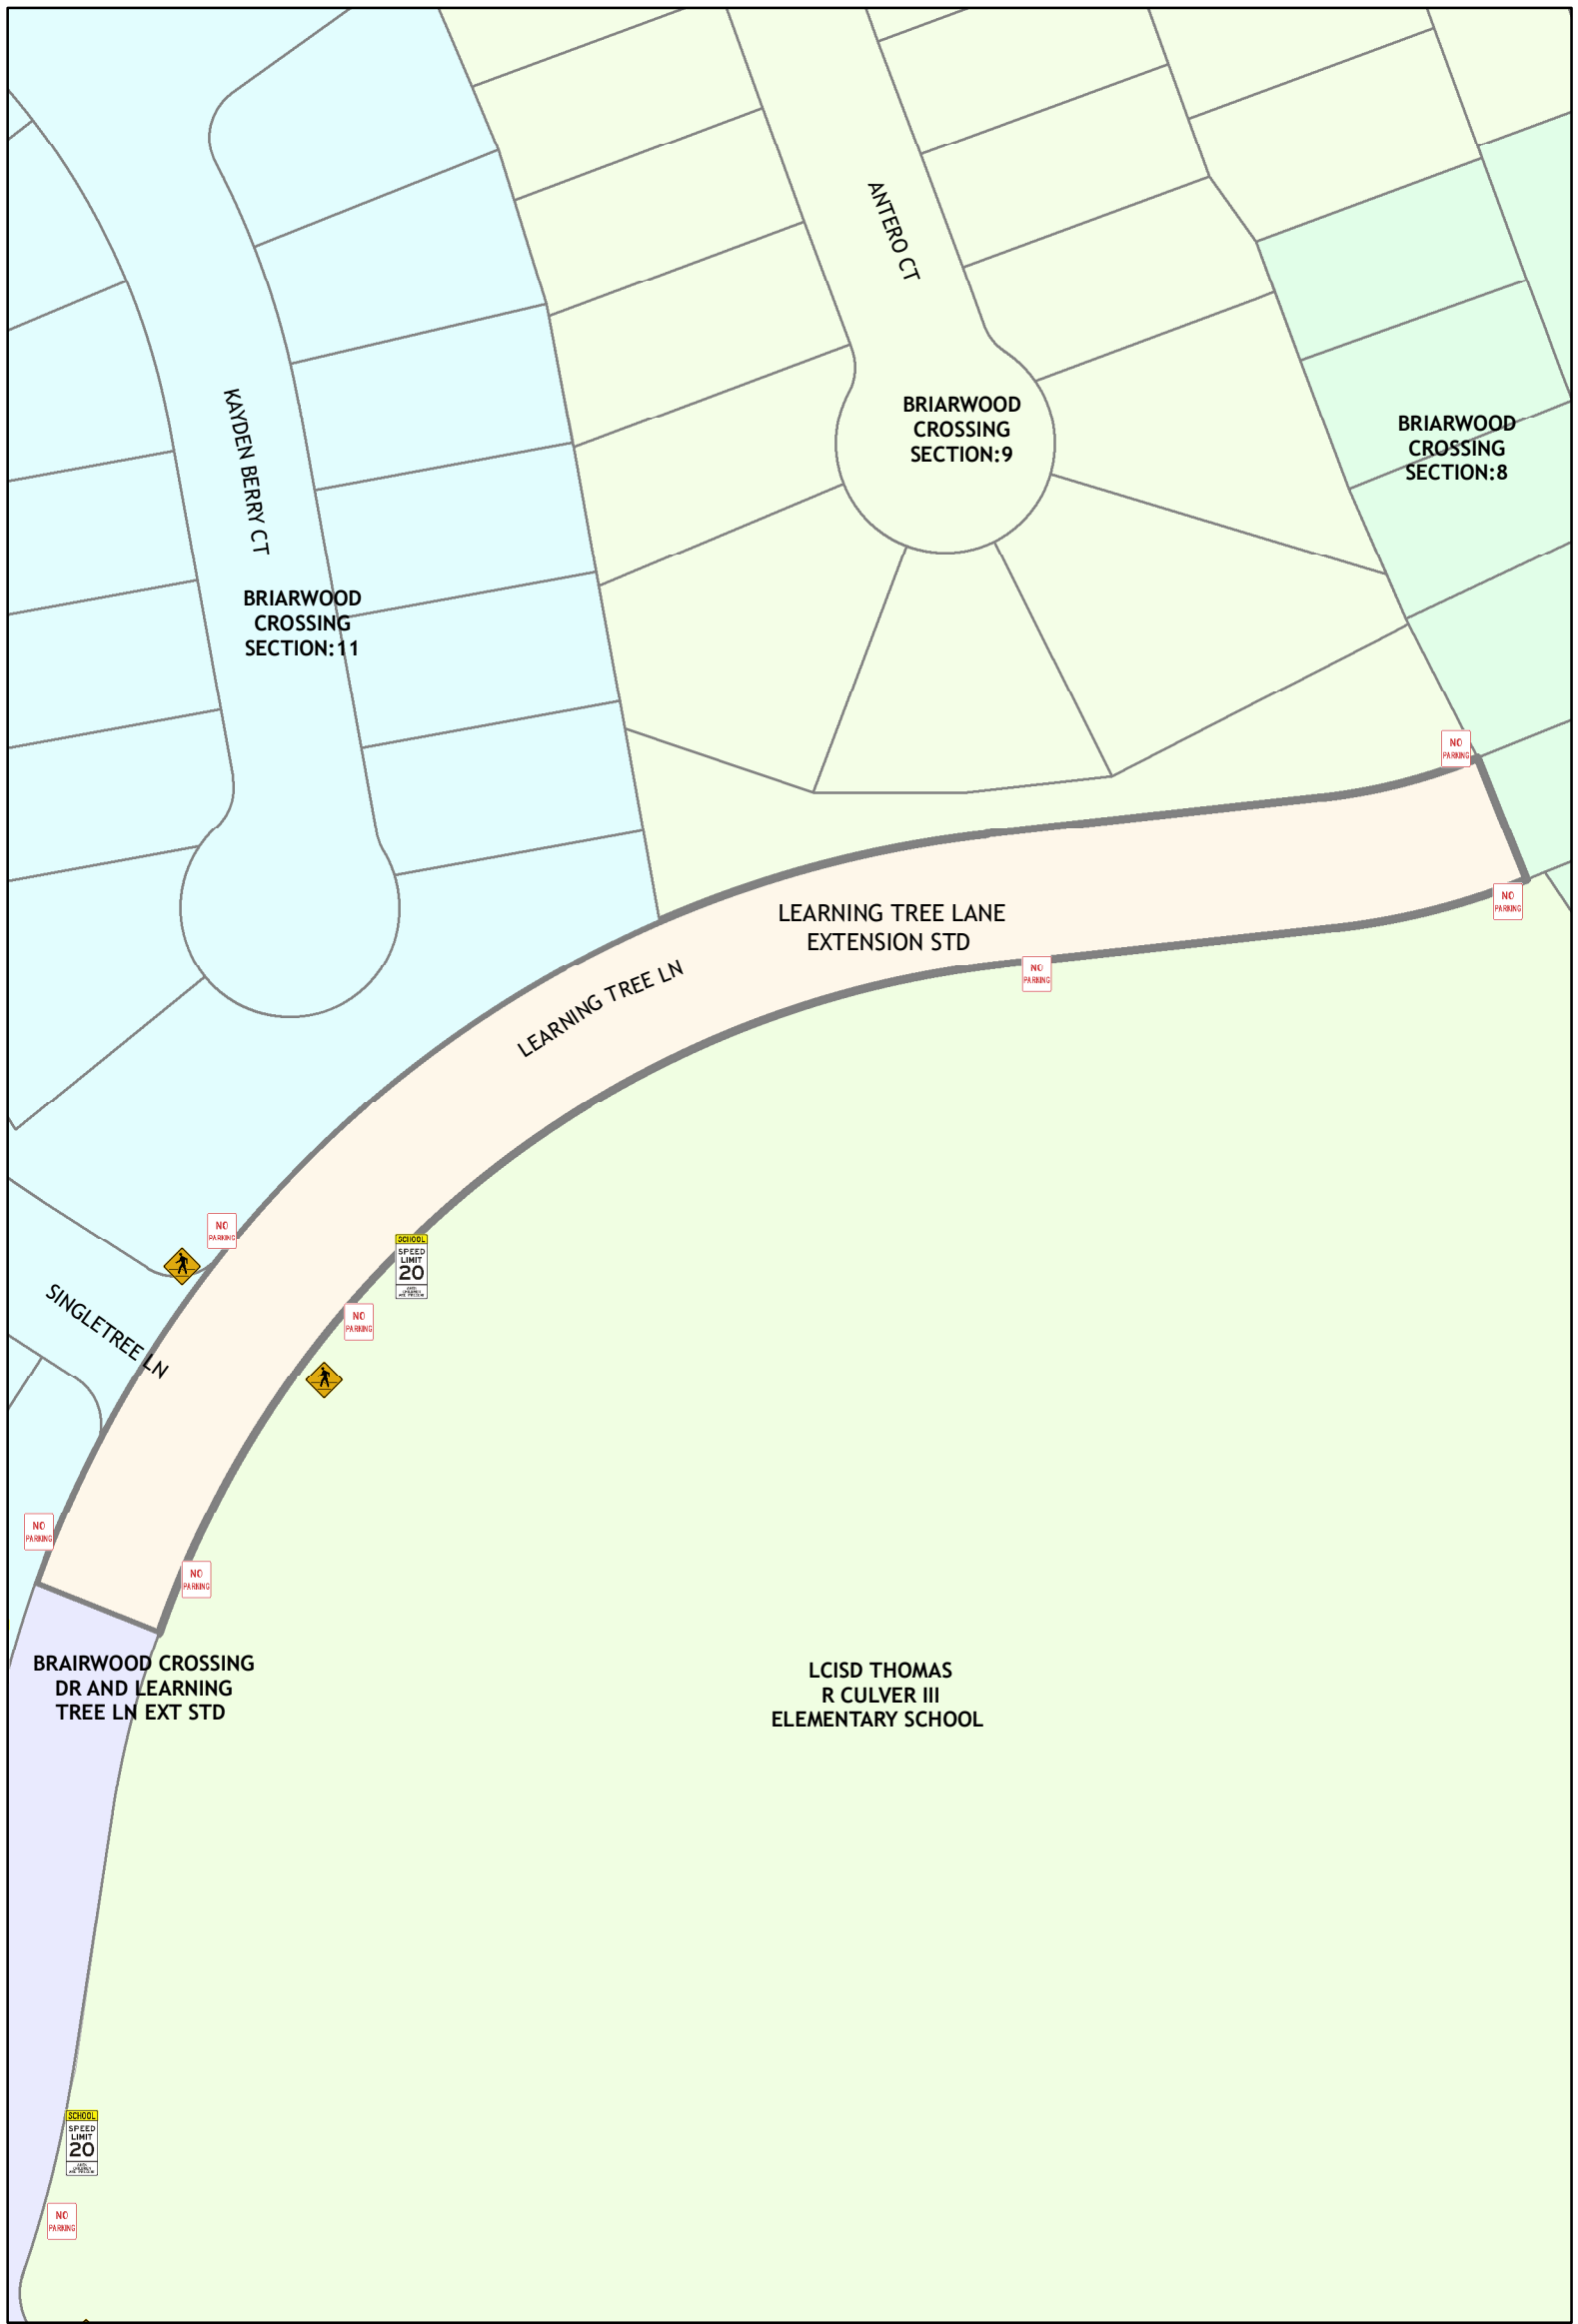 ANTERO CT
KAYDEN BERRY CT
BRIARWOOD
CROSSING
SECTION:9
BRIARWOOD
CROSSING
SECTION:8
BRIARWOOD
CROSSING
SECTION:11
NO
PARKING
NO
PARKING
LEARNING TREE LANE
EXTENSION STD
LEARNING TREE LN
NO
PARKING
NO
PARKING
SCHOOL
SPEED
LIMIT
20
SINGLETREE LN
NO
PARKING
NO
PARKING
NO
PARKING
BRAIRWOOD CROSSING
DR AND LEARNING
TREE LN EXT STD
LCISD THOMAS
R CULVER III
ELEMENTARY SCHOOL
SCHOOL
SPEED
LIMIT
20
NO
PARKING